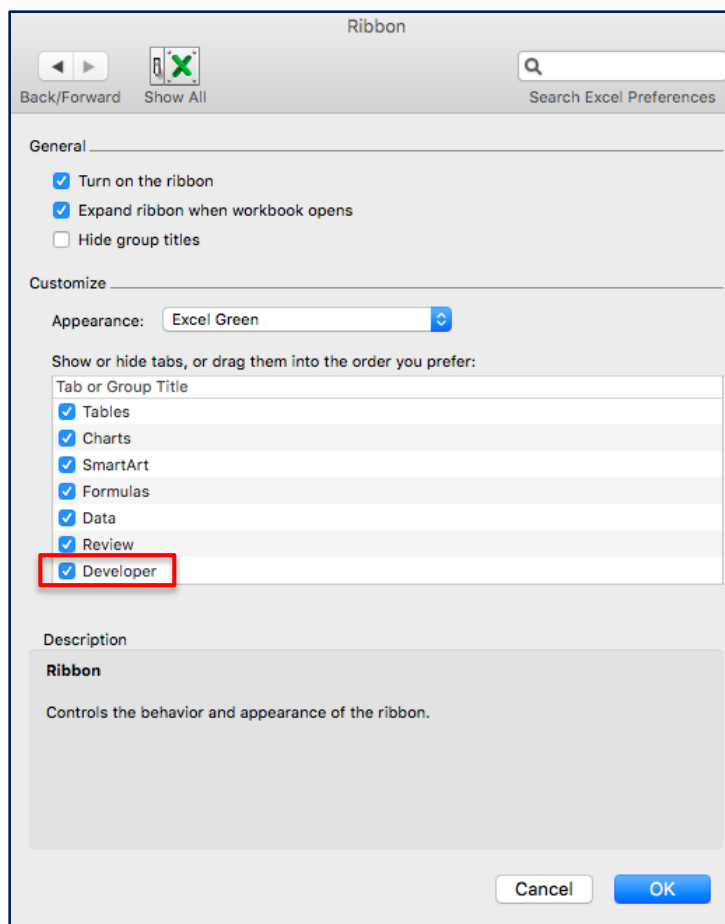 Ribbon
Back/Forward Show All Search Excel Preferences
General
Turn on the ribbon
Expand ribbon when workbook opens
Hide group titles
Customize
Appearance: Excel Green
Show or hide tabs, or drag them into the order you prefer:
Tab or Group Title
Tables
Charts
SmartArt
Formulas
Data
Review
Developer
Description
Ribbon
Controls the behavior and appearance of the ribbon.
Cancel OK